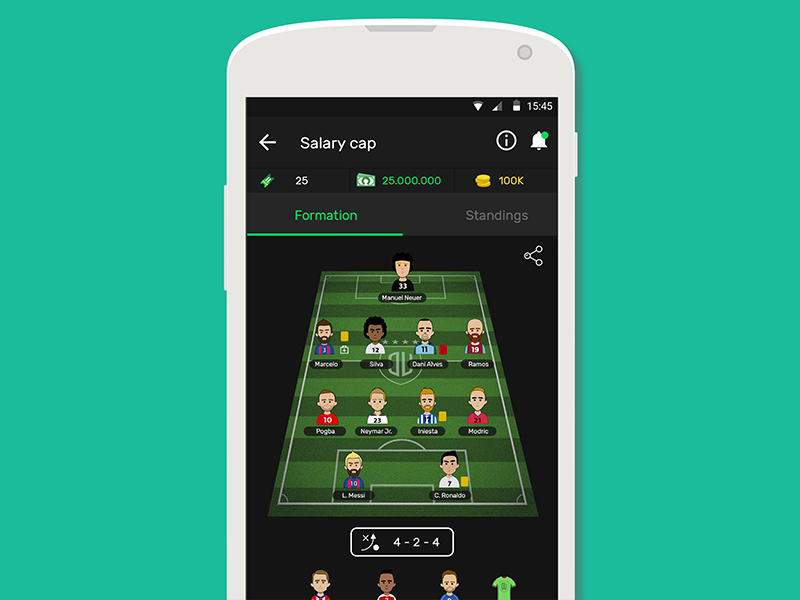 15:45
Salary cap
25 25.000.000 100K
Formation Standings
33
Manuel Neuer
3 12 11 19
Marcelo Silva Dani Alves Ramos
10 23
Pogba Neymar Jr. Iniesta Modric
10 7
L. Messi C. Ronaldo
4 - 2 - 4